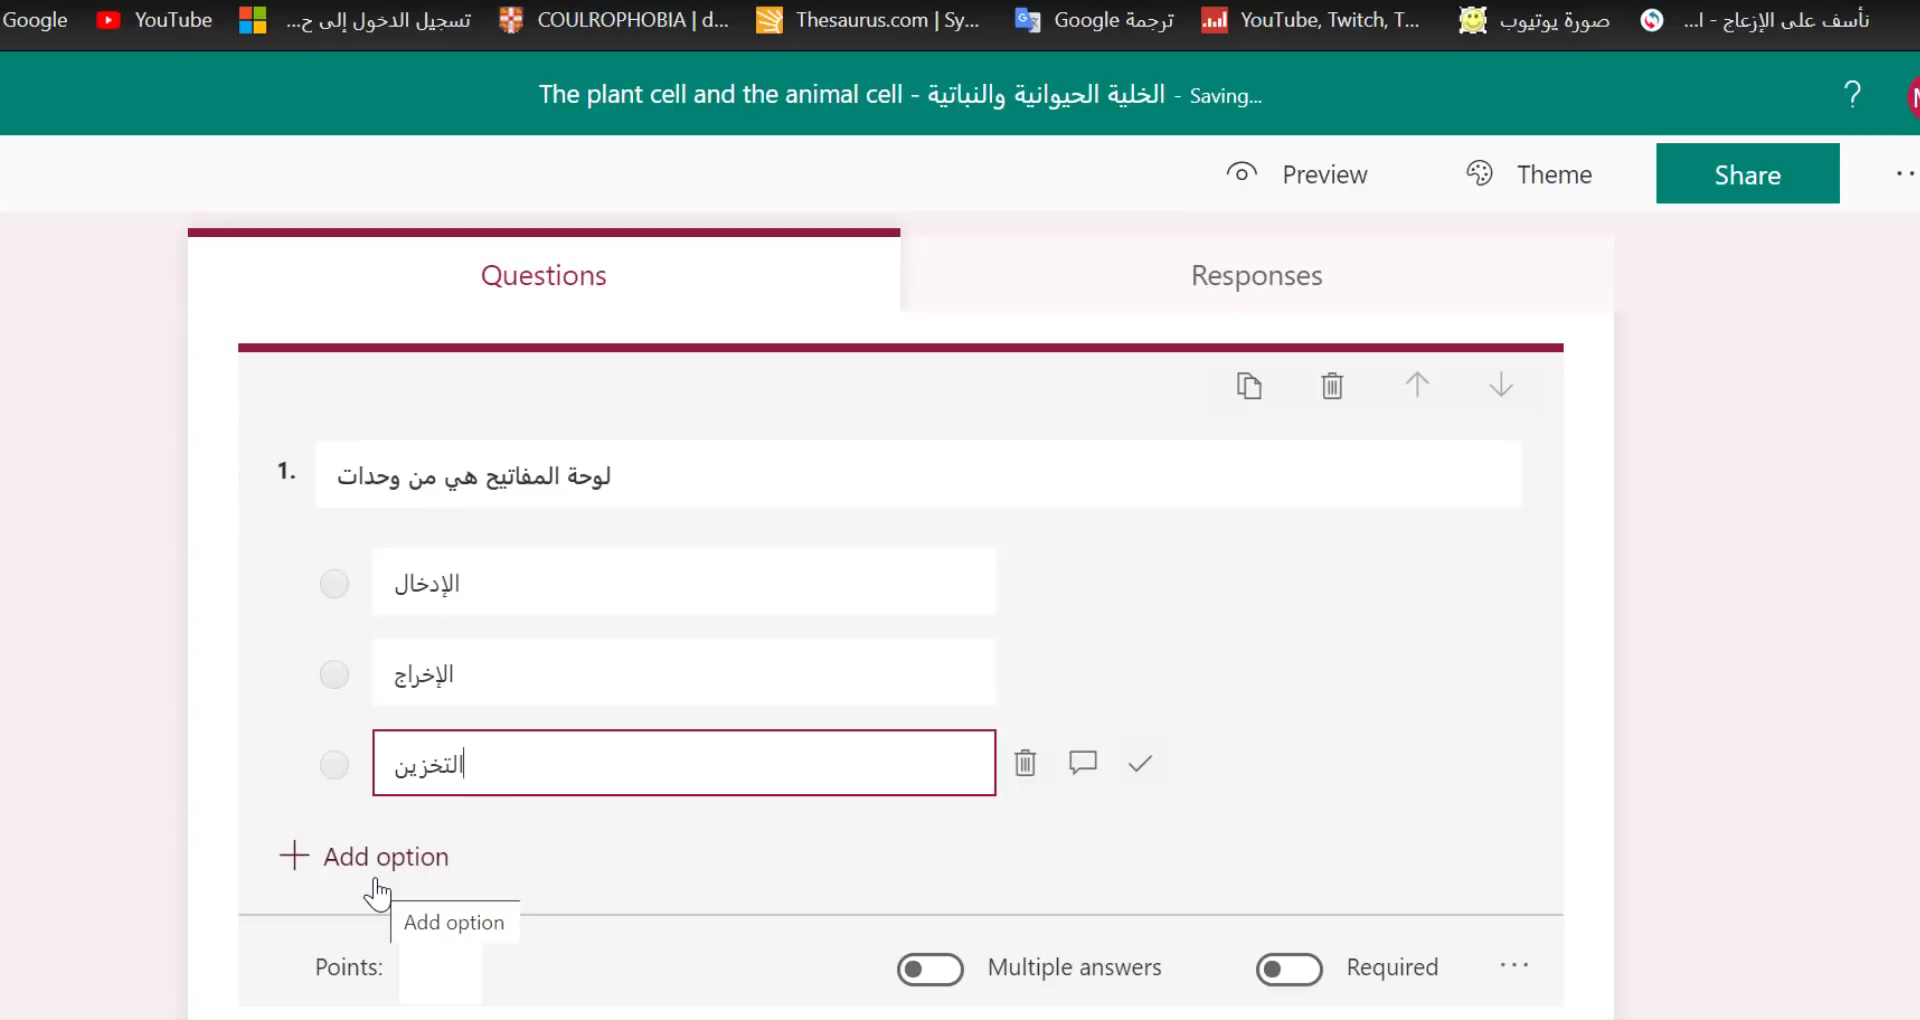 Google YouTube تسجيل الدخول إلى ح... COULROPHOBIA | d... Thesaurus.com | Sy... ترجمة Google YouTube, Twitch, T... صورة يوتيوب نأسف على الإزعاج - ا...
The plant cell and the animal cell - الخلية الحيوانية والنباتية - Saving...
?
Preview Theme Share
Questions Responses
1. لوحة المفاتيح هي من وحدات
الإدخال
الإخراج
التخزين
Add option
Add option
Points: Multiple answers Required